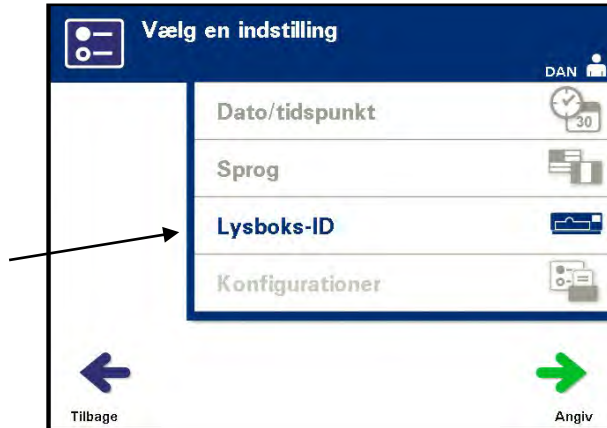 Vælg en indstilling
DAN
Dato/tidspunkt
30
Sprog
Lysboks-ID
Konfigurationer
Tilbage
Angiv